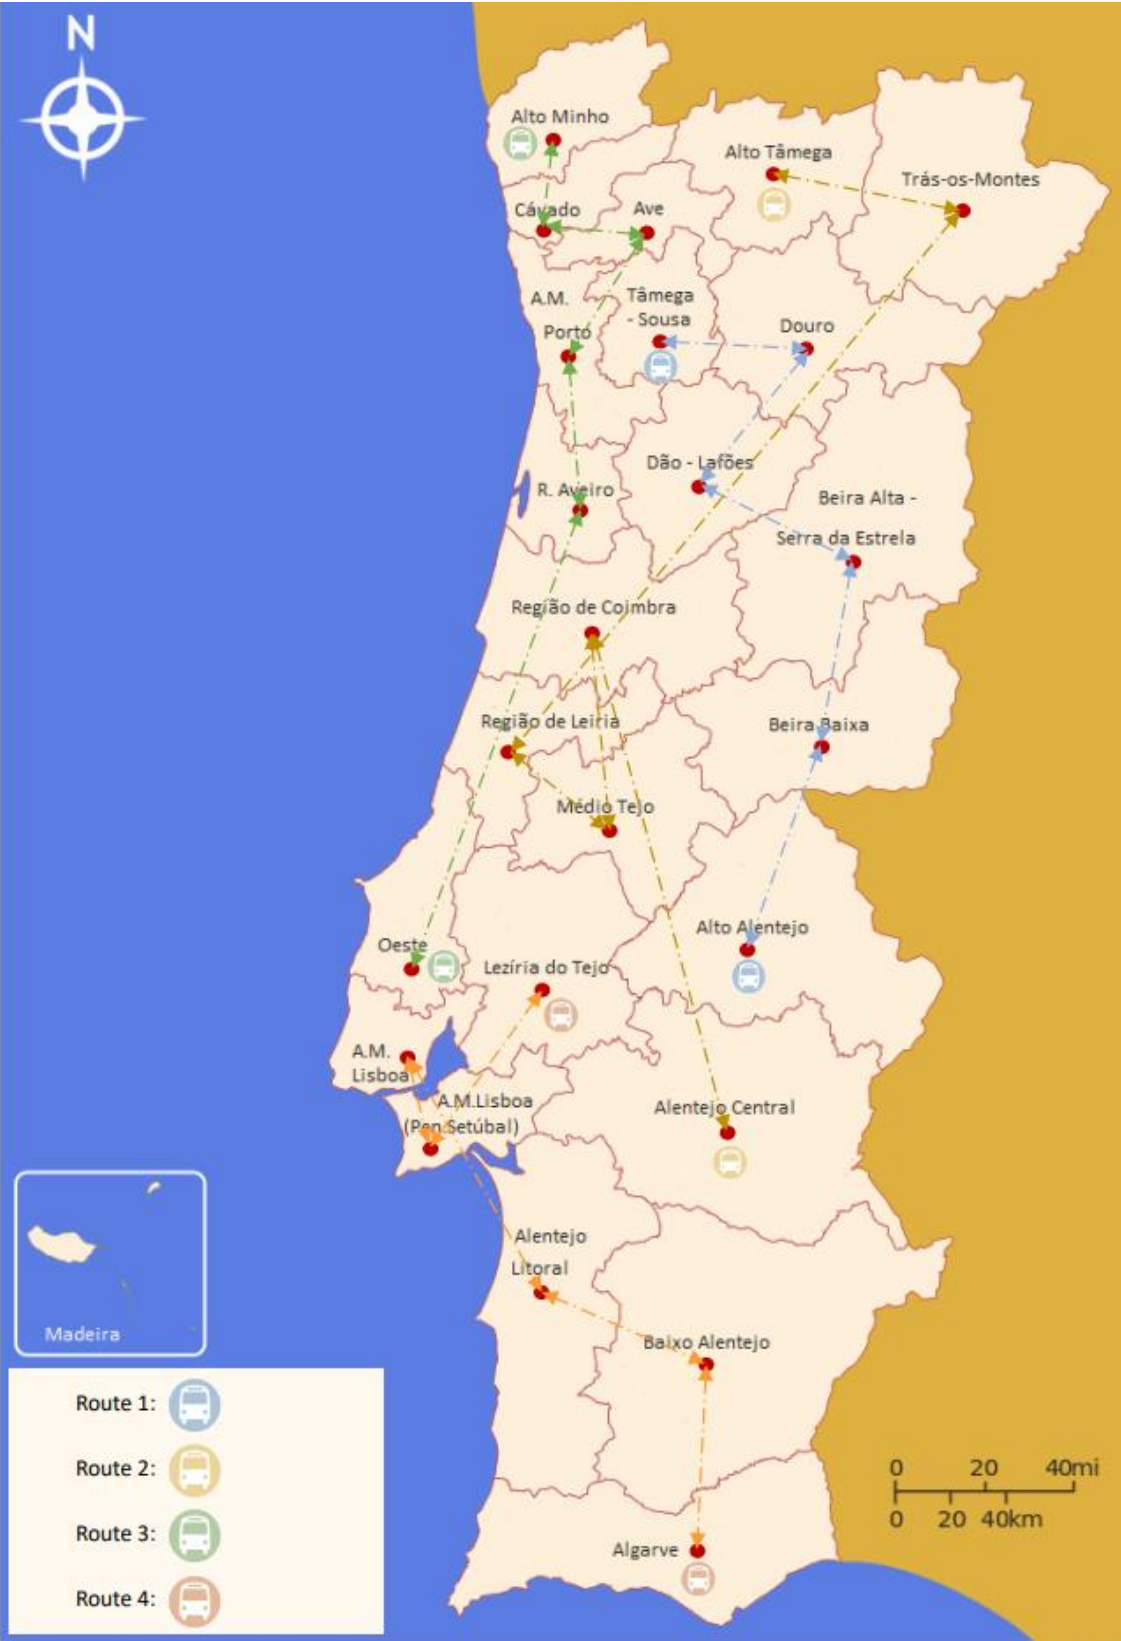 N
Alto Minho
Alto Tâmega
Trás-os-Montes
Cávado
Ave
A.M.
Porto
Tâmega
- Sousa
Douro
Dão - Lafões
R. Aveiro
Beira Alta -
Serra da Estrela
Região de Coimbra
Região de Leiria
Beira Baixa
Médio Tejo
Alto Alentejo
Oeste
Lezíria do Tejo
A.M.
Lisboa
A.M.Lisboa
(Pen.Setúbal)
Alentejo Central
Alentejo
Litoral
Baixo Alentejo
Algarve
Madeira
Route 1:
Route 2:
Route 3:
Route 4:
0 20 40mi
0 20 40km